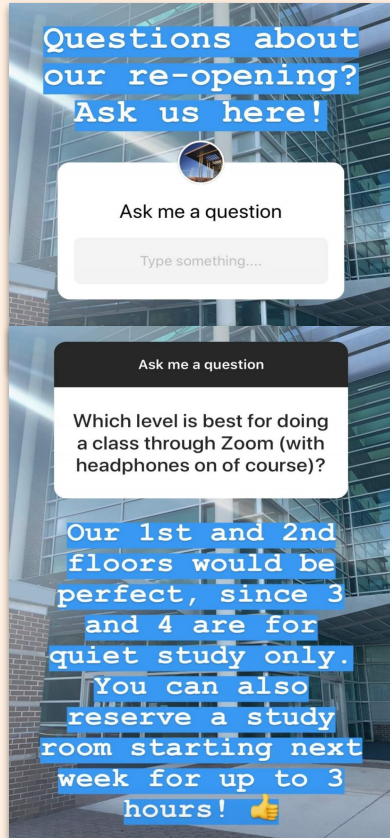 Questions about
our re-opening?
Ask us here!
Ask me a question
Type something....
Ask me a question
Which level is best for doing
a class through Zoom (with
headphones on of course)?
Our 1st and 2nd
floors would be
perfect, since 3
and 4 are for
quiet study only.
You can also
reserve a study
room starting next
week for up to 3
hours! 👍